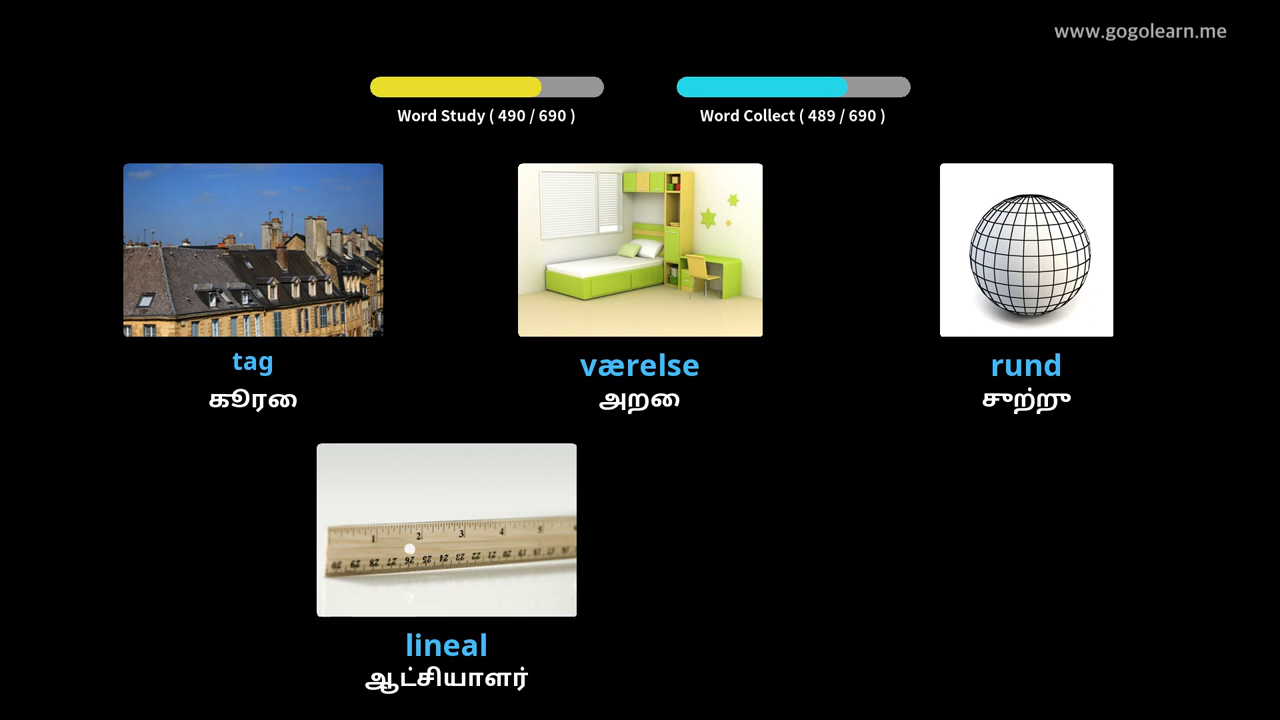 www.gogolearn.me
Word Study ( 490 / 690 )
Word Collect ( 489 / 690 )
tag
கூரை
værelse
அறை
rund
சுற்று
lineal
ஆட்சியாளர்